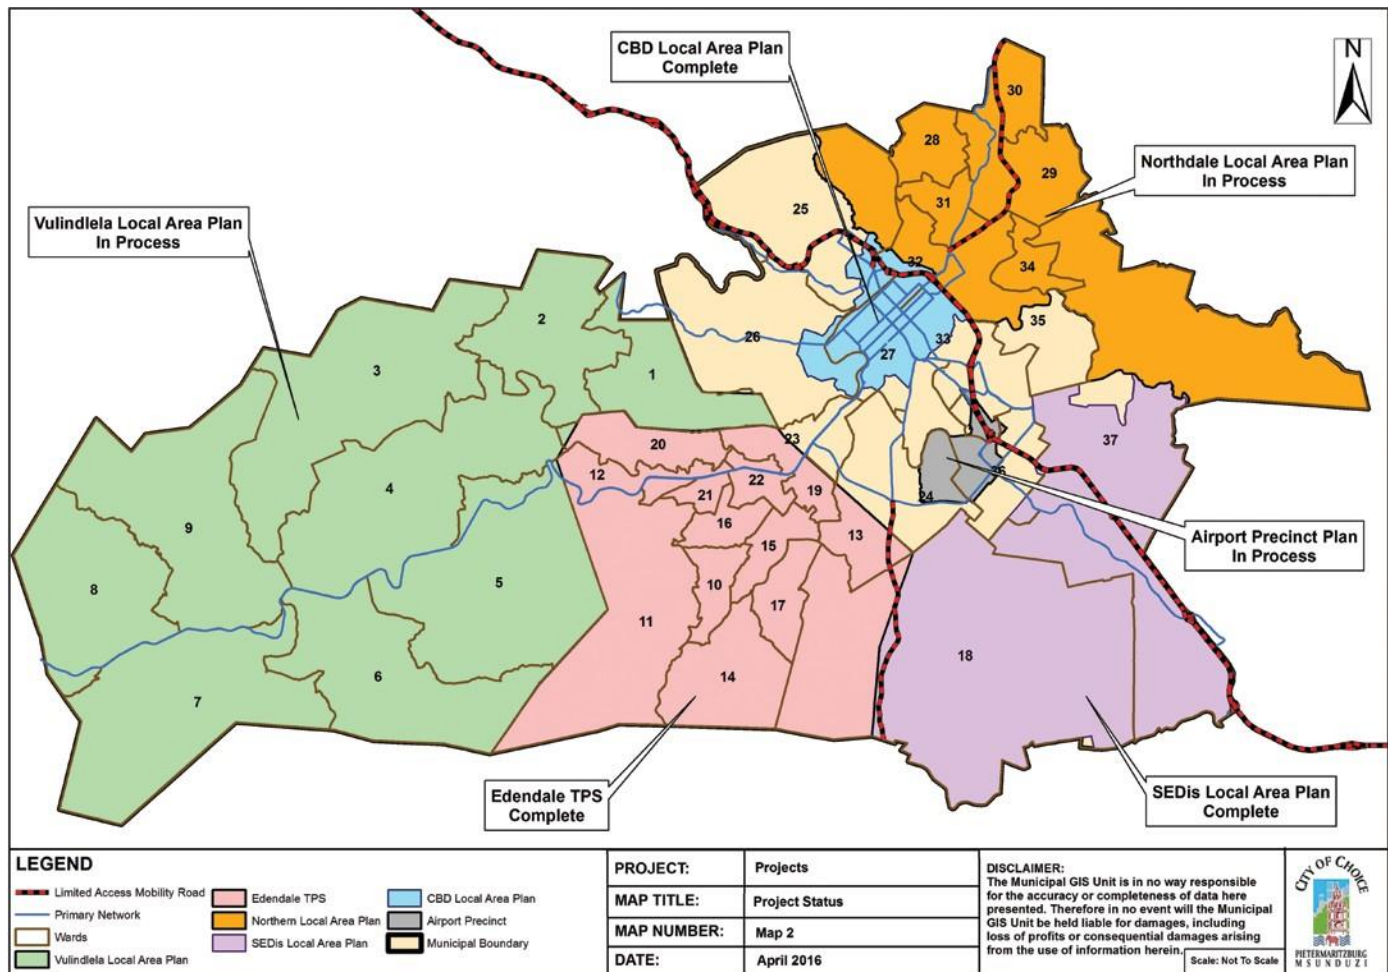 CBD Local Area Plan
Complete
N
30
28
29
Northdale Local Area Plan
In Process
25
31
Vulindlela Local Area Plan
In Process
32
34
2
35
26
33
27
3
1
23
20
37
12
22
19
36
21
24
4
16
13
9
15
Airport Precinct Plan
In Process
8
5
10
17
11
18
6
14
7
Edendale TPS
Complete
SEDis Local Area Plan
Complete
LEGEND
Limited Access Mobility Road
Primary Network
Wards
Vulindlela Local Area Plan
Edendale TPS
Northern Local Area Plan
SEDis Local Area Plan
CBD Local Area Plan
Airport Precinct
Municipal Boundary
PROJECT: Projects
MAP TITLE: Project Status
MAP NUMBER: Map 2
DATE: April 2016
DISCLAIMER:
The Municipal GIS Unit is in no way responsible
for the accuracy or completeness of data here
presented. Therefore in no event will the Municipal
GIS Unit be held liable for damages, including
loss of profits or consequential damages arising
from the use of information herein.
Scale: Not To Scale
CITY OF CHOICE
PIETERMARITZBURG
MSUNDUZI